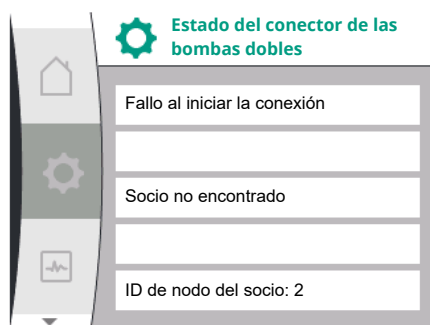 Estado del conector de las
bombas dobles
Fallo al iniciar la conexión
Socio no encontrado
ID de nodo del socio: 2